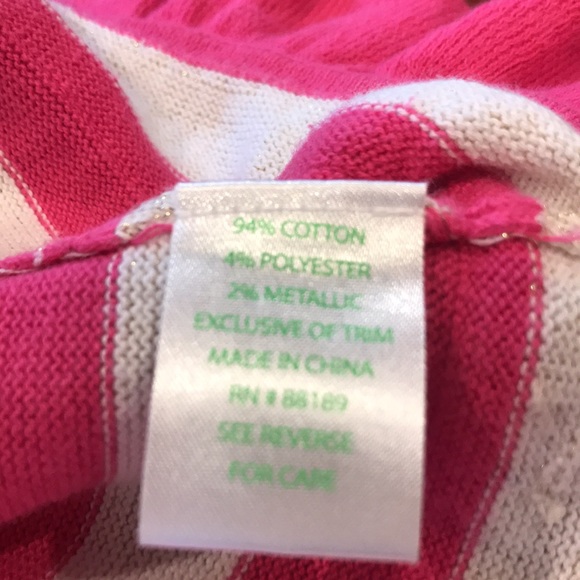 94% COTTON
4% POLYESTER
2% METALLIC
EXCLUSIVE OF TRIM
MADE IN CHINA
RN # 88189
SEE REVERSE
FOR CARE